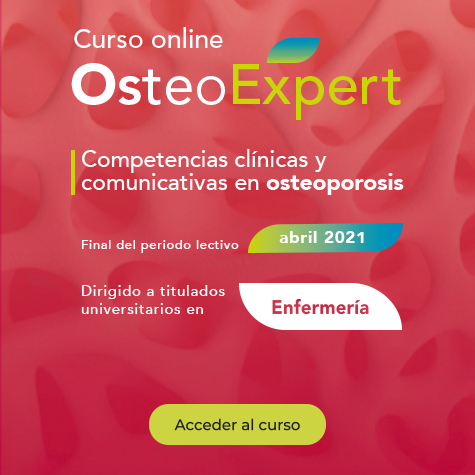 Curso online
OsteoExpert
Competencias clínicas y
comunicativas en osteoporosis
Final del periodo lectivo abril 2021
Dirigido a titulados
universitarios en Enfermería
Acceder al curso